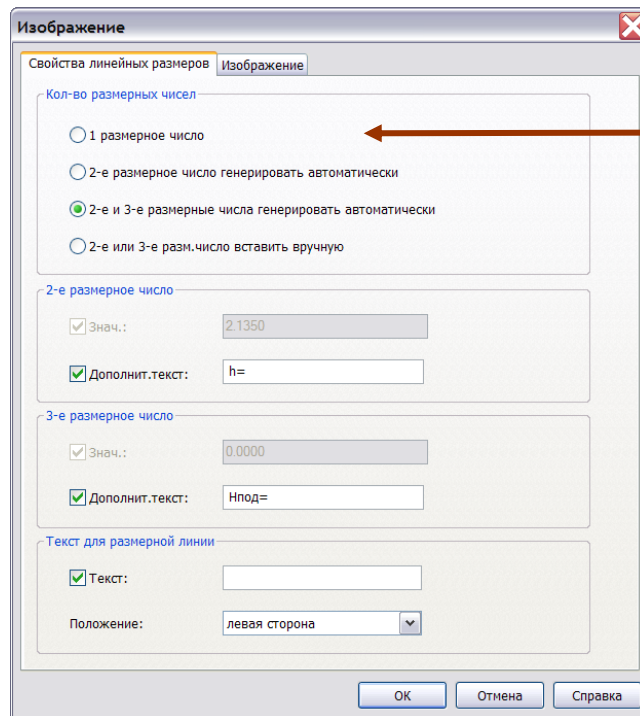 Изображение
Свойства линейных размеров Изображение
Кол-во размерных чисел
1 размерное число
2-е размерное число генерировать автоматически
2-е и 3-е размерные числа генерировать автоматически
2-е или 3-е разм.число вставить вручную
2-е размерное число
Знач.: 2.1350
Дополнит.текст: h=
3-е размерное число
Знач.: 0.0000
Дополнит.текст: Нпод=
Текст для размерной линии
Текст:
Положение: левая сторона
ОК Отмена Справка